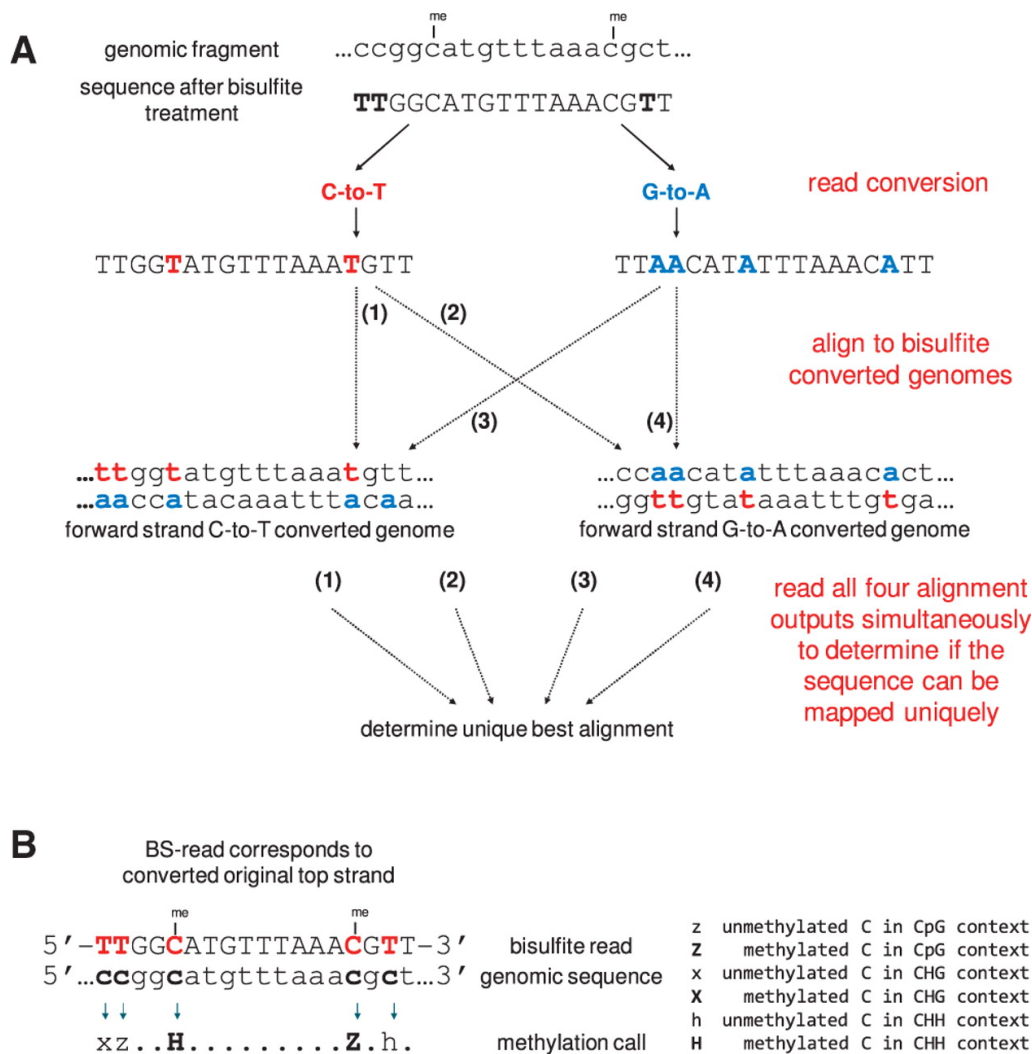 A
me me
genomic fragment ...ccggcatgtttaaacgct...
sequence after bisulfite
treatment
TTGGCATGTTTAAACGTT
C-to-T G-to-A read conversion
TTGGTATGTTTAAATGTT TTAACATATTTAAACATT
(1) (2)
align to bisulfite
converted genomes
(3) (4)
...ttggtatgtttaaatgtt... ...ccaacatatttaaacact...
...aaccatacaaatttacaa... ...ggttgtataaatttgtga...
forward strand C-to-T converted genome forward strand G-to-A converted genome
(1) (2) (3) (4)
read all four alignment
outputs simultaneously
to determine if the
sequence can be
mapped uniquely
determine unique best alignment
B
BS-read corresponds to
converted original top strand
me me
5'-TTGGCATGTTTAAACGTT-3' bisulfite read
5'...ccggcatgtttaaacgct...3' genomic sequence
xz..H.........Z.h. methylation call
z unmethylated C in CpG context
Z methylated C in CpG context
x unmethylated C in CHG context
X methylated C in CHG context
h unmethylated C in CHH context
H methylated C in CHH context